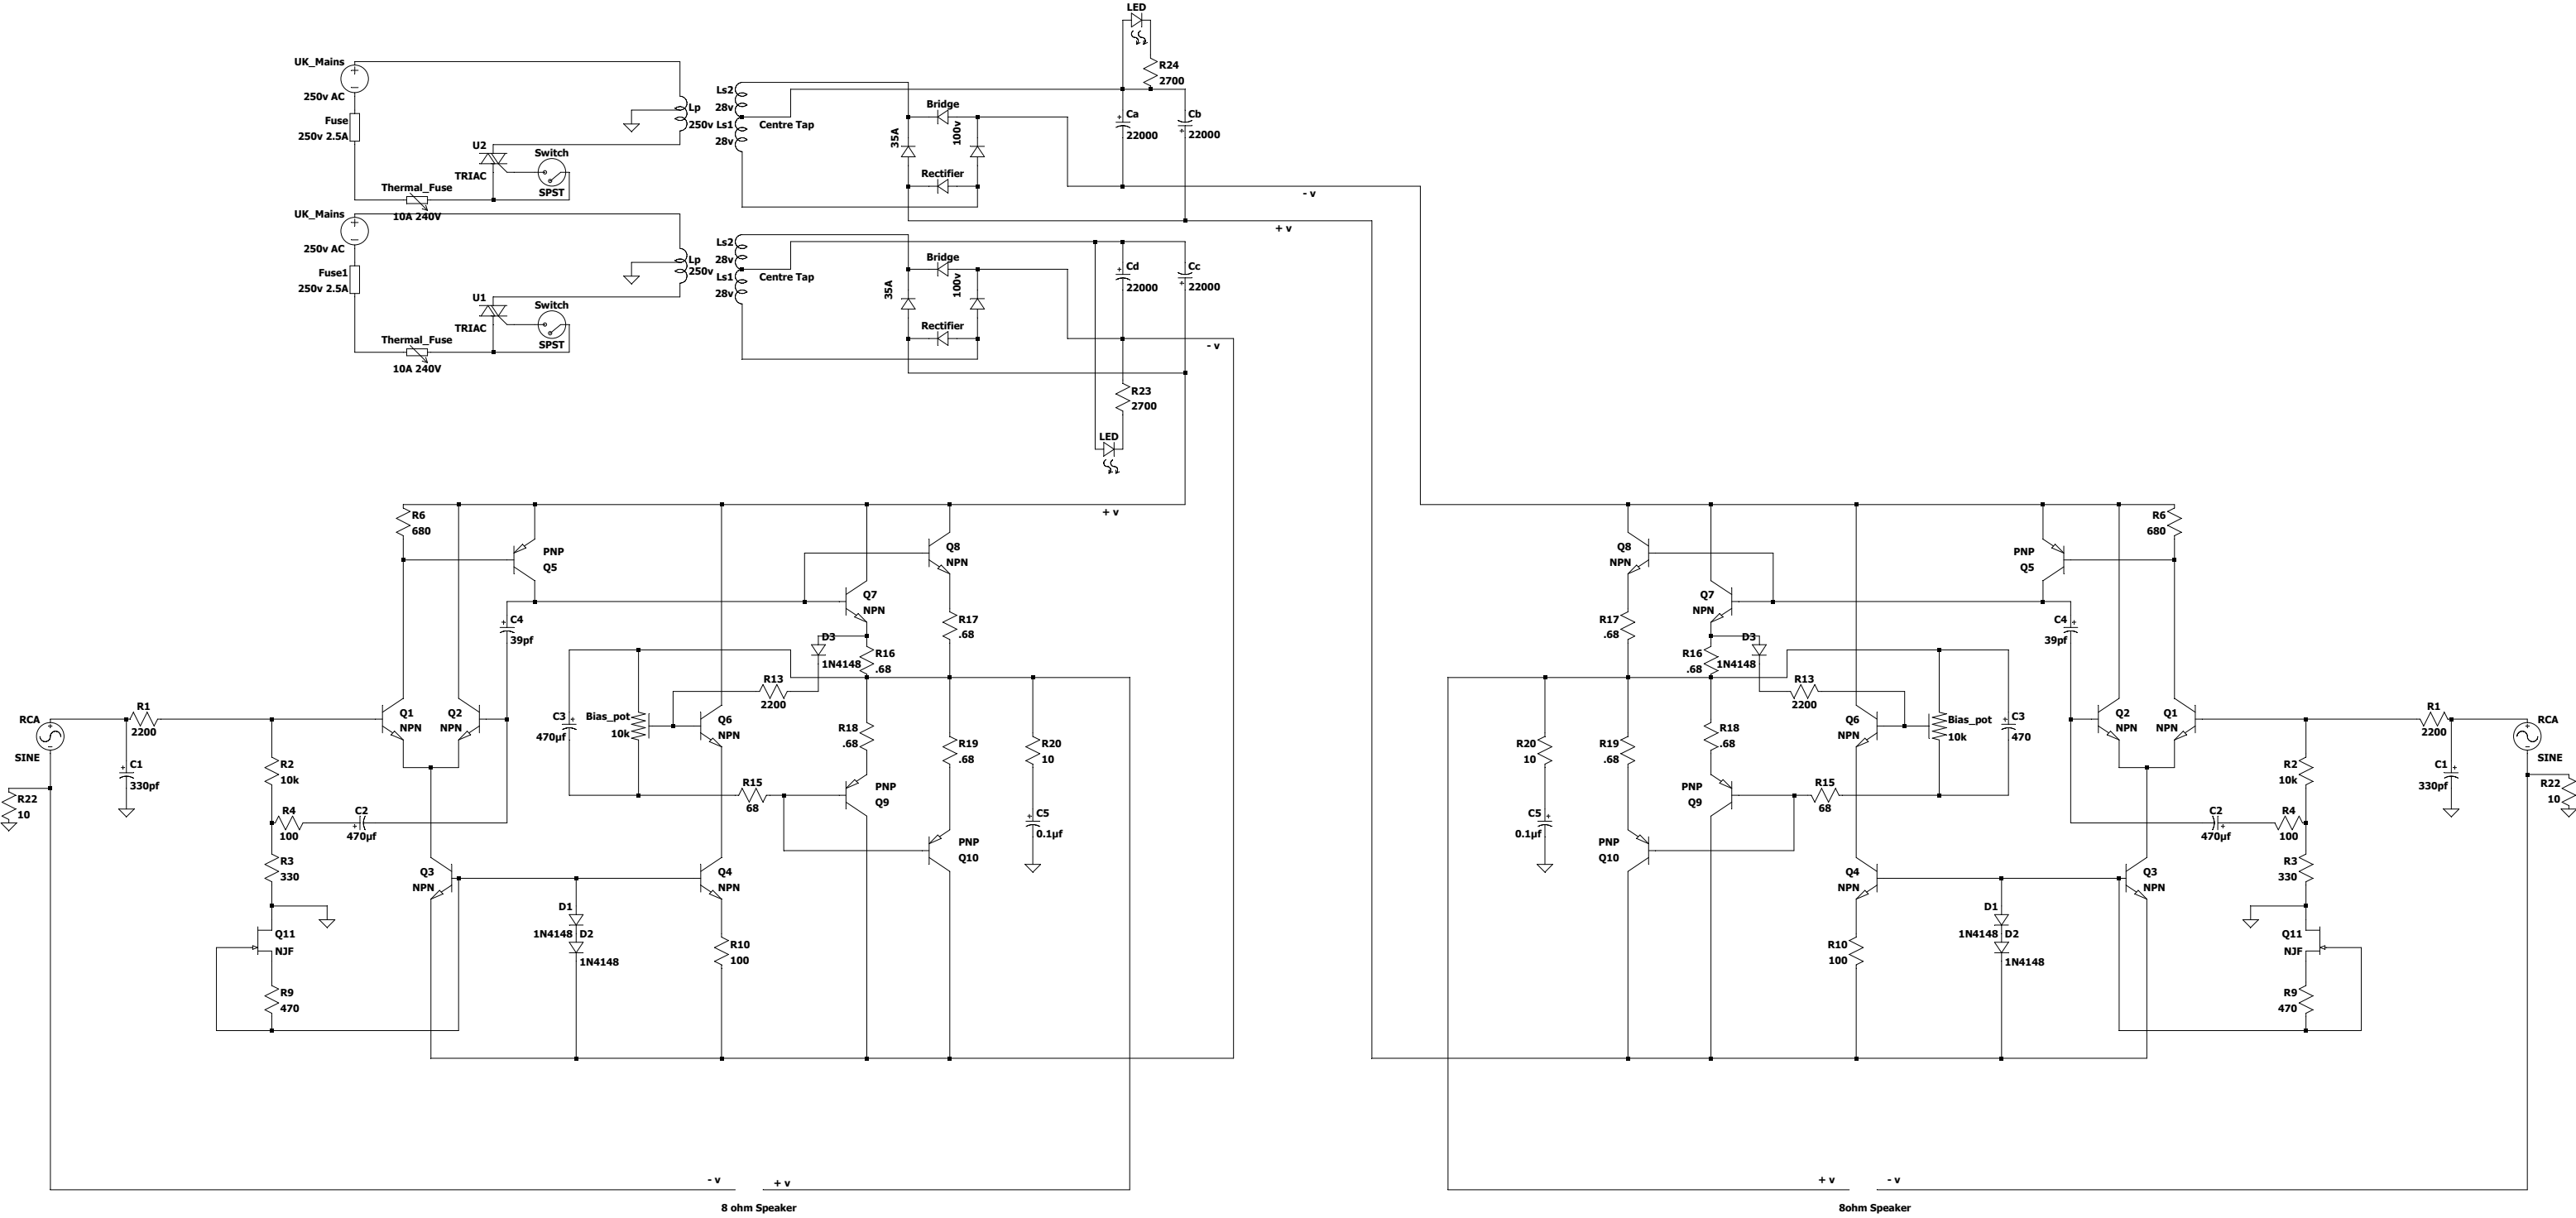 LED
R24
2700
UK_Mains
250v AC
Fuse
250v 2.5A
U2
TRIAC
Switch
SPST
Thermal_Fuse
10A 240V
Lp
250v
Ls2
28v
Ls1
28v
Centre Tap
Bridge
35A
100v
Rectifier
Ca
22000
Cb
22000
- v
+ v
UK_Mains
250v AC
Fuse1
250v 2.5A
U1
TRIAC
Switch
SPST
Thermal_Fuse
10A 240V
Lp
250v
Ls2
28v
Ls1
28v
Centre Tap
Bridge
35A
100v
Rectifier
Cd
22000
Cc
22000
- v
R23
2700
LED
+ v
R6
680
PNP
Q5
Q8
NPN
Q7
NPN
C4
39pf
R17
.68
D3
1N4148
R16
.68
R13
2200
RCA
SINE
R1
2200
Q1
NPN
Q2
NPN
C3
470µf
Bias_pot
10k
Q6
NPN
R18
.68
R19
.68
R20
10
R22
10
C1
330pf
R2
10k
R4
100
C2
470µf
R15
68
PNP
Q9
PNP
Q10
C5
0.1µf
R3
330
Q3
NPN
Q4
NPN
D1
1N4148
D2
1N4148
Q11
NJF
R9
470
R10
100
- v
+ v
8 ohm Speaker
Q8
NPN
Q7
NPN
PNP
Q5
R6
680
R17
.68
R16
.68
D3
1N4148
C4
39pf
R13
2200
R20
10
R19
.68
R18
.68
Q6
NPN
Bias_pot
10k
C3
470
Q2
NPN
Q1
NPN
R1
2200
RCA
SINE
R22
10
C1
330pf
R2
10k
R4
100
C2
470µf
PNP
Q9
R15
68
C5
0.1µf
PNP
Q10
Q4
NPN
Q3
NPN
R3
330
D1
1N4148
D2
1N4148
R10
100
Q11
NJF
R9
470
+ v
- v
8ohm Speaker